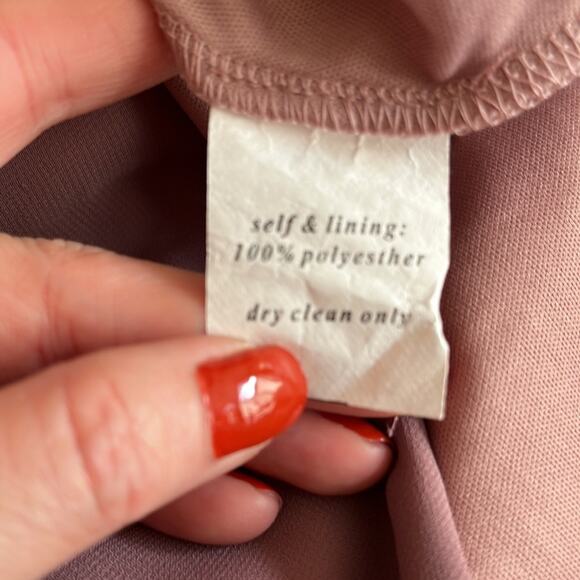 self & lining:
100% polyesther
dry clean only